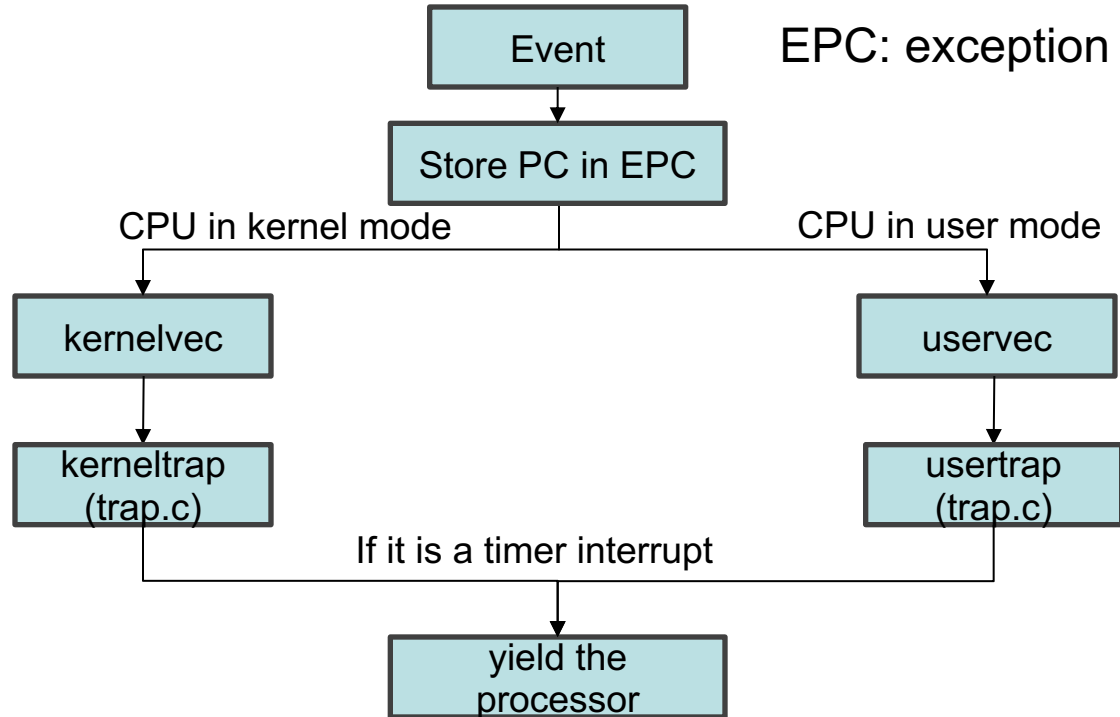 Event
EPC: exception
Store PC in EPC
CPU in kernel mode
CPU in user mode
kernelvec
uservec
kerneltrap
(trap.c)
usertrap
(trap.c)
If it is a timer interrupt
yield the
processor